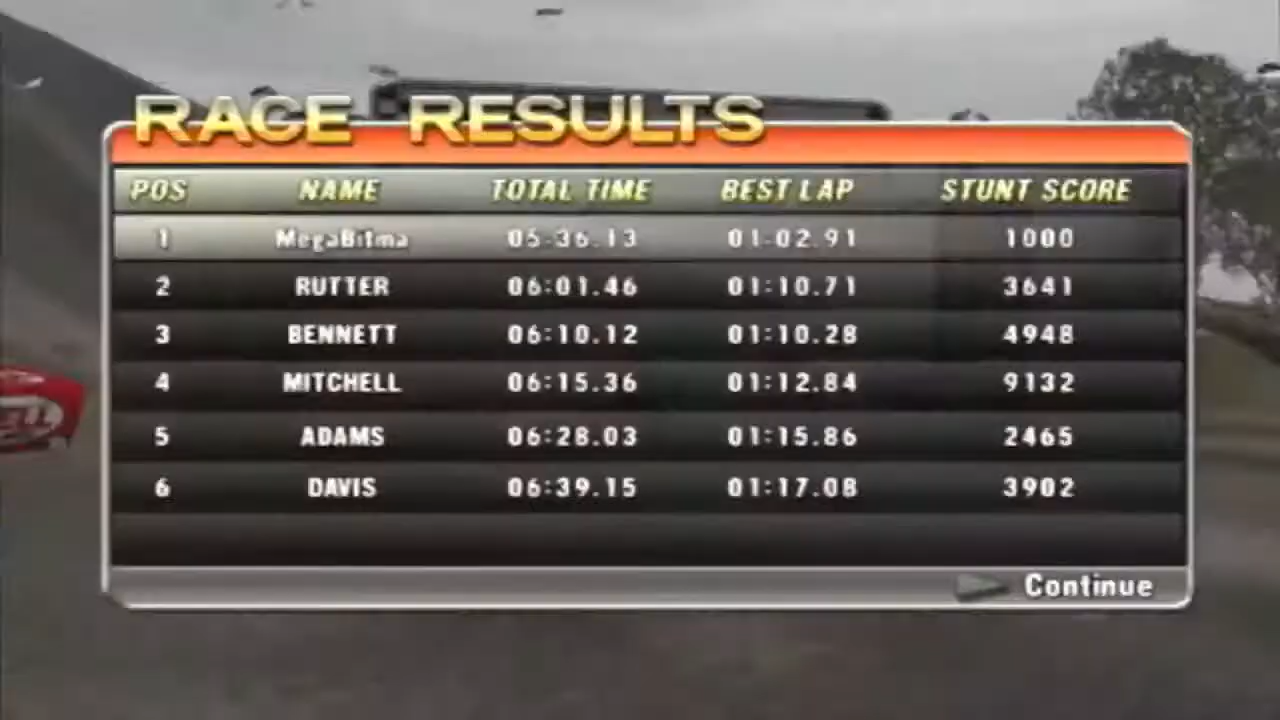 RACE RESULTS
POS NAME TOTAL TIME BEST LAP STUNT SCORE
1 MegaBitma 05:36.13 01:02.91 1000
2 RUTTER 06:01.46 01:10.71 3641
3 BENNETT 06:10.12 01:10.28 4948
4 MITCHELL 06:15.36 01:12.84 9132
5 ADAMS 06:28.03 01:15.86 2465
6 DAVIS 06:39.15 01:17.08 3902
Continue